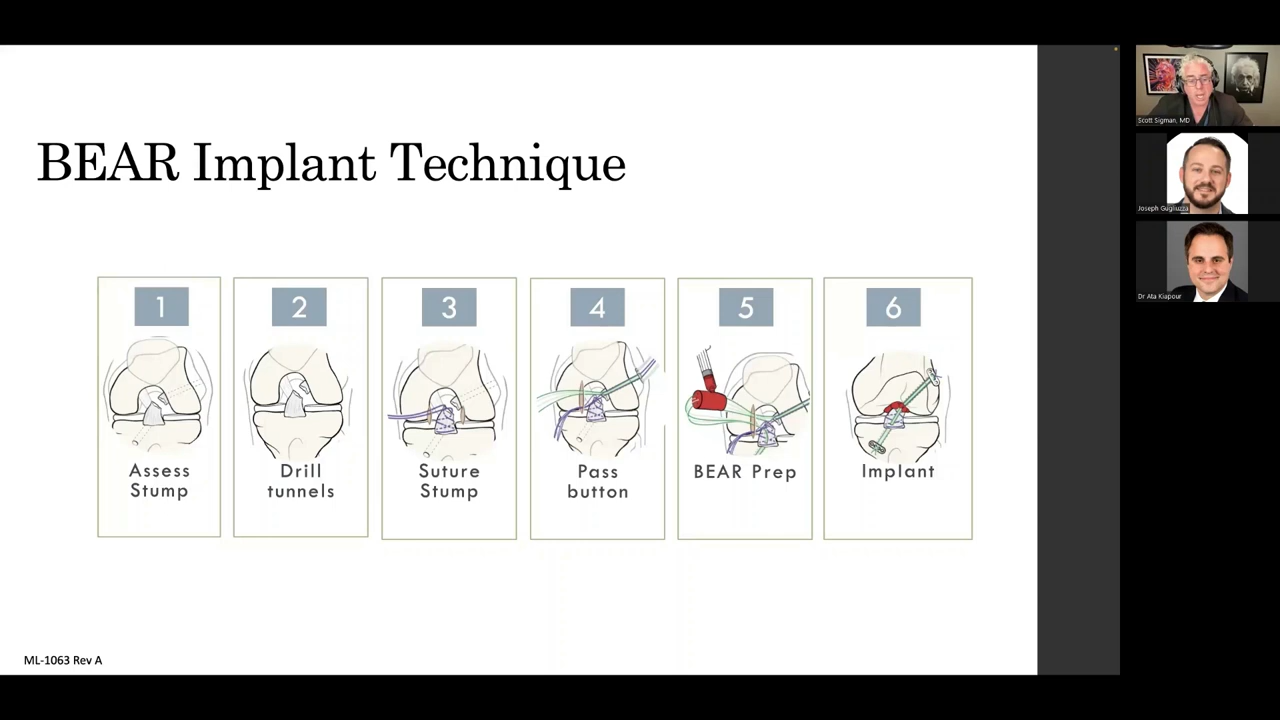 BEAR Implant Technique
1
Assess
Stump
2
Drill
tunnels
3
Suture
Stump
4
Pass
button
5
BEAR Prep
6
Implant
ML-1063 Rev A
Scott Sigman, MD
Joseph Gugliuzza
Dr Ata Kiapour